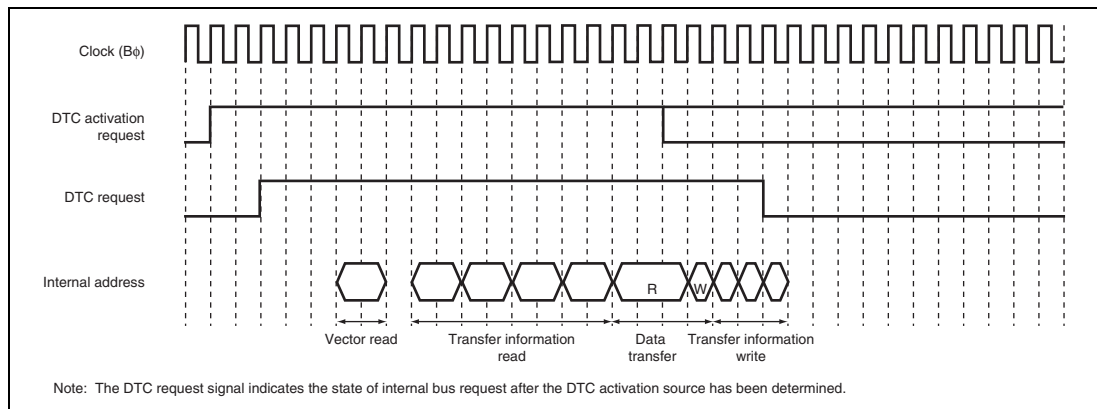 Clock (Bϕ)
DTC activation
request
DTC request
Internal address
R
W
Vector read
Transfer information
read
Data
transfer
Transfer information
write
Note: The DTC request signal indicates the state of internal bus request after the DTC activation source has been determined.